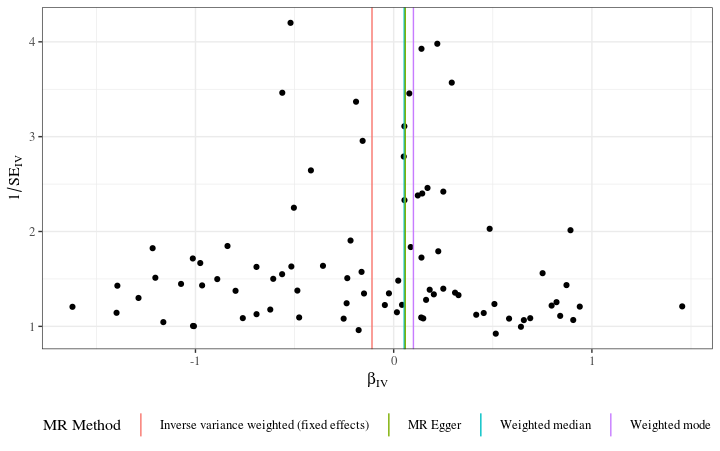 4
3
2
1
1/SE_IV
-1
0
1
β_IV
MR Method
Inverse variance weighted (fixed effects)
MR Egger
Weighted median
Weighted mode